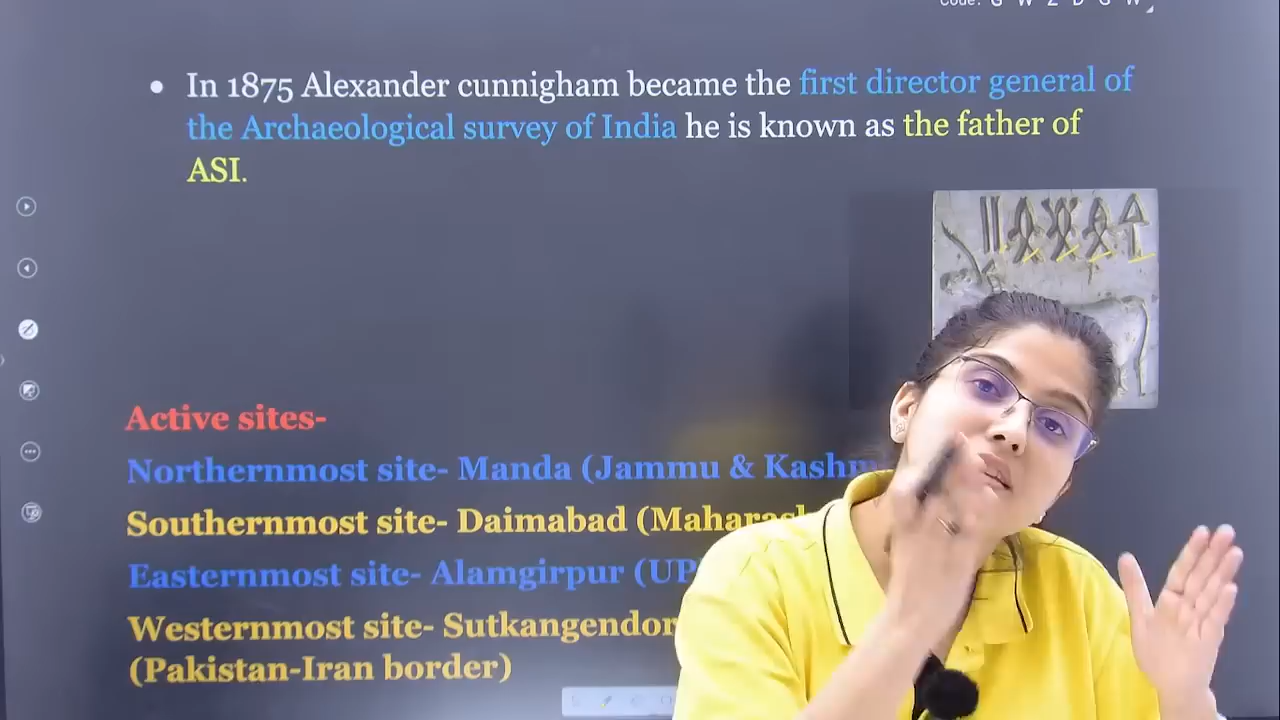 In 1875 Alexander cunnigham became the first director general of
the Archaeological survey of India he is known as the father of
ASI.
Active sites-
Northernmost site- Manda (Jammu &
Southernmost site- Daimabad
Easternmost site- Alamgirpur (UP
Westernmost site- Sutkangendor
(Pakistan-Iran border)